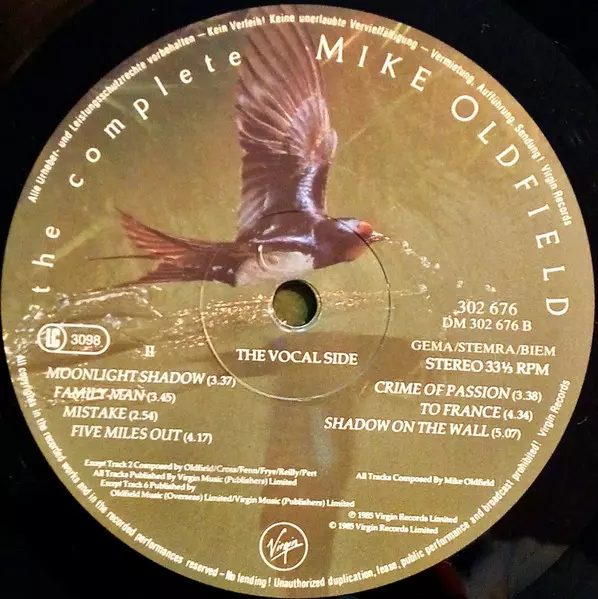 Alle Urheber- und Leistungsschutzrechte vorbehalten – Kein Verleih! Keine unerlaubte Vervielfältigung – Vermietung, Aufführung, Sendung! Virgin Records
the complete MIKE OLDFIELD
302 676
DM 302 676 B
LC 3098
II
THE VOCAL SIDE
GEMA/STEMRA/BIEM
STEREO 33⅓ RPM
MOONLIGHT SHADOW (3.37)
FAMILY MAN (3.45)
MISTAKE (2.54)
FIVE MILES OUT (4.17)
CRIME OF PASSION (3.38)
TO FRANCE (4.34)
SHADOW ON THE WALL (5.07)
Except Track 2 Composed by Oldfield/Cross/Fenn/Frye/Reilly/Pert
All Tracks Published By Virgin Music (Publishers) Limited
Except Track 6 Published by
Oldfield Music (Overseas) Limited/Virgin Music (Publishers) Limited
All Tracks Composed By Mike Oldfield
℗ 1985 Virgin Records Limited
© 1985 Virgin Records Limited
Virgin
All copyrights in the recorded works and in the recorded performances reserved – No lending! Unauthorized duplication, lease, public performance and broadcast prohibited! Virgin Records